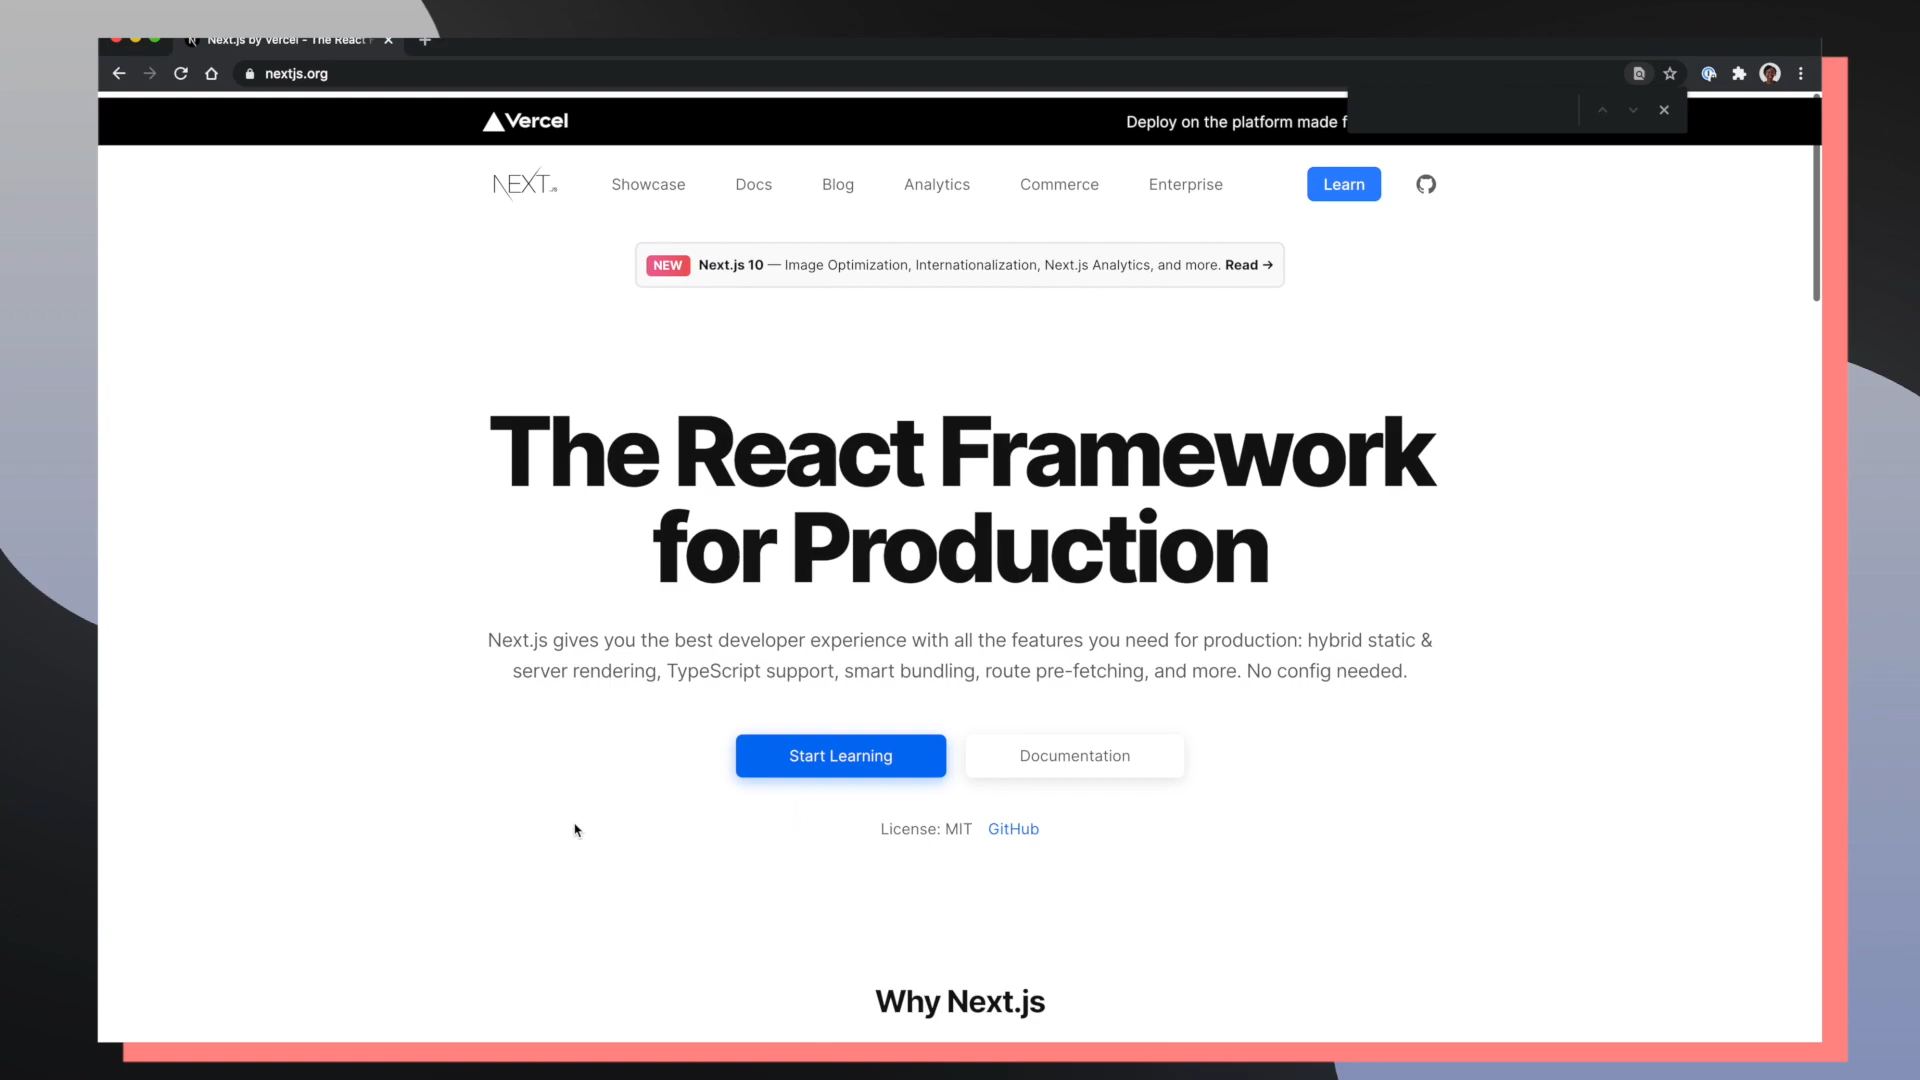 Next.js by Vercel - The React F
nextjs.org
Vercel
Deploy on the platform made f
NEXT.JS
Showcase
Docs
Blog
Analytics
Commerce
Enterprise
Learn
NEW Next.js 10 — Image Optimization, Internationalization, Next.js Analytics, and more. Read →
The React Framework
for Production
Next.js gives you the best developer experience with all the features you need for production: hybrid static &
server rendering, TypeScript support, smart bundling, route pre-fetching, and more. No config needed.
Start Learning
Documentation
License: MIT GitHub
Why Next.js